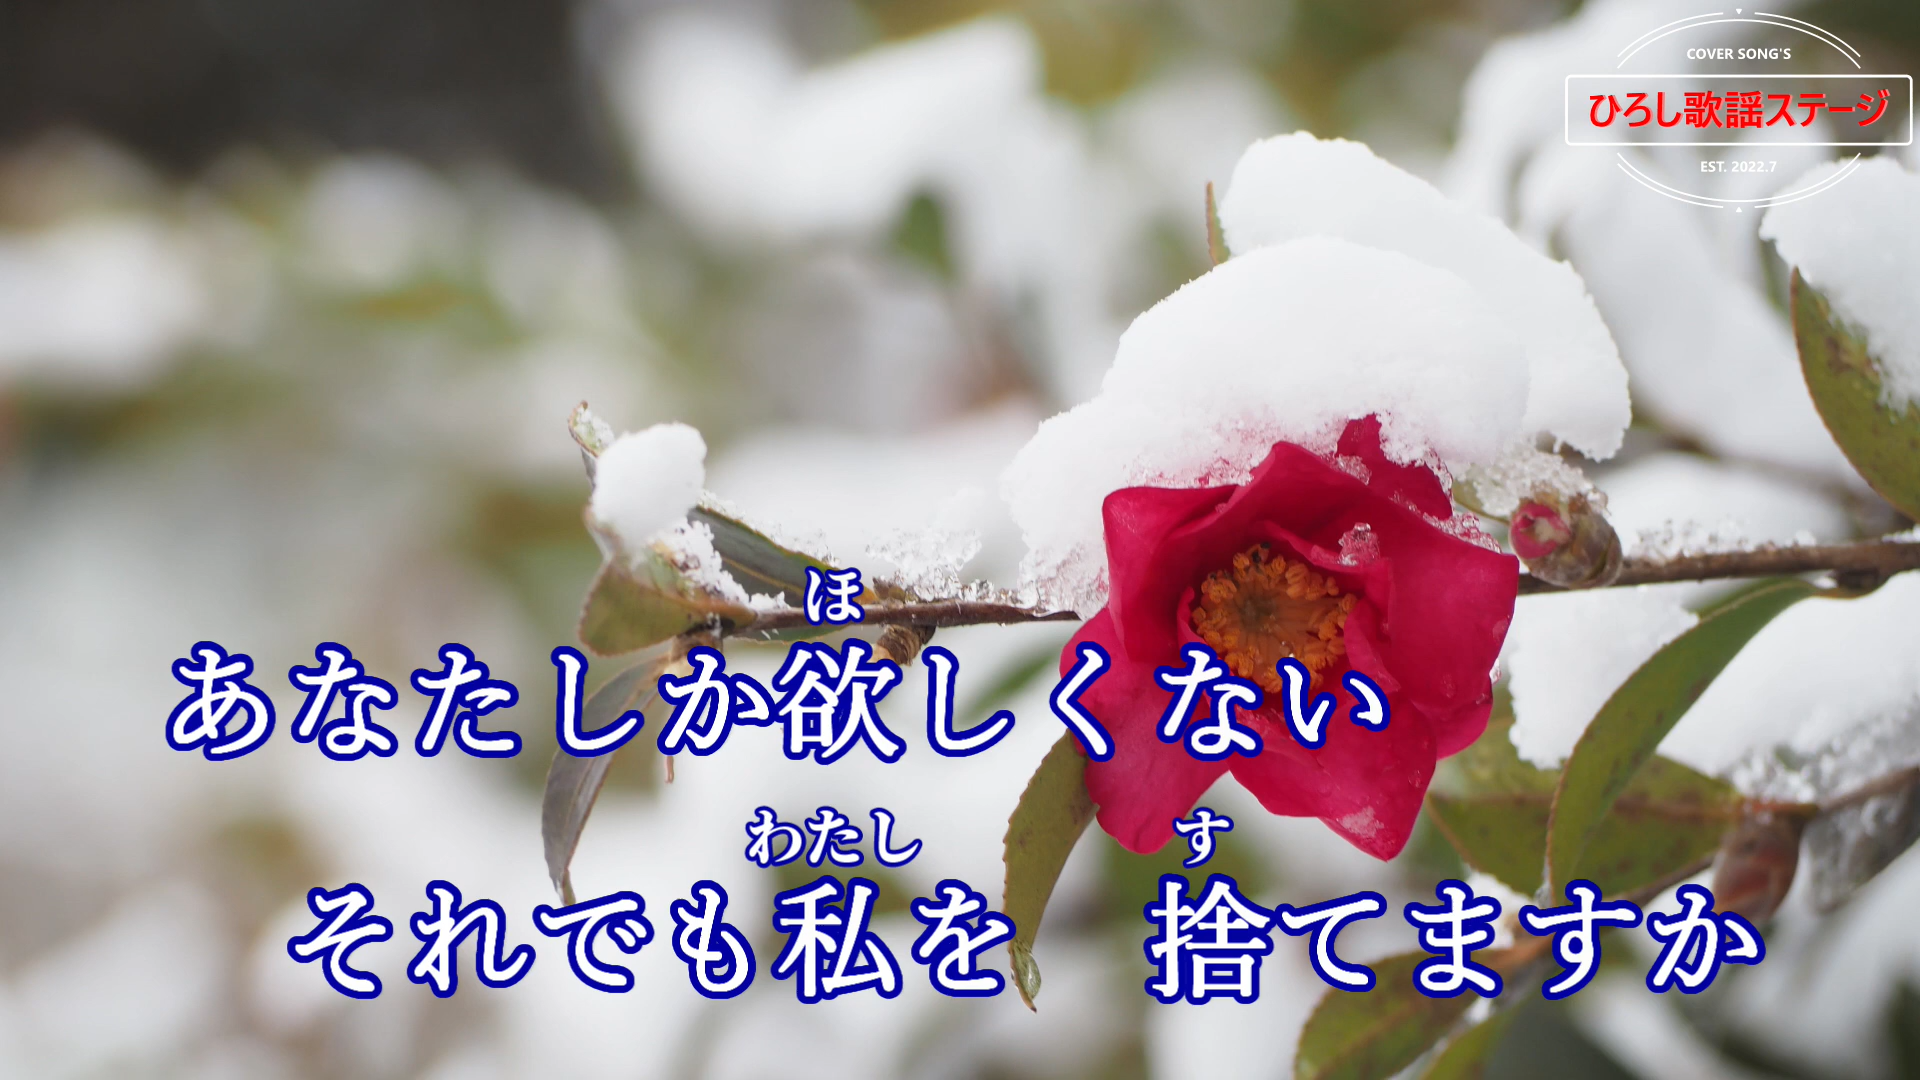 COVER SONG'S
ひろし歌謡ステージ
EST. 2022.7
ほ
あなたしか欲しくない
わたし す
それでも私を 捨てますか